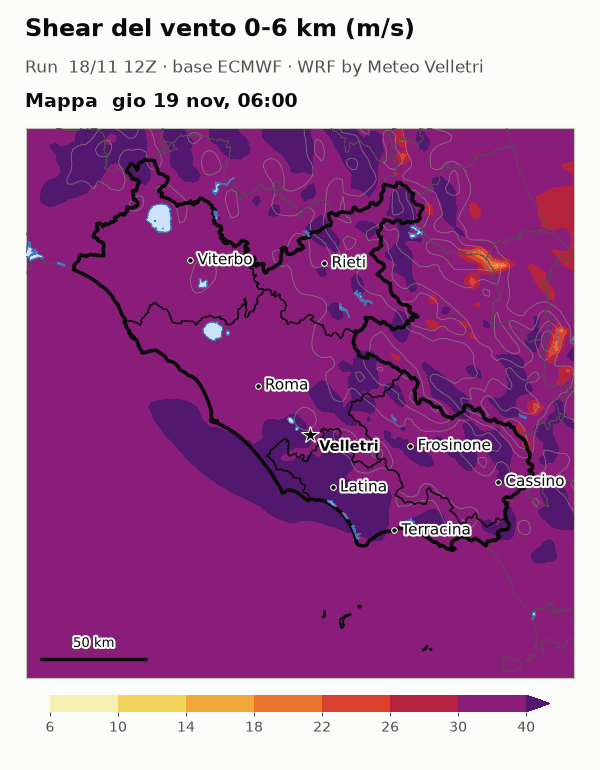 Shear del vento 0-6 km (m/s)
Run 18/11 12Z · base ECMWF · WRF by Meteo Velletri
Mappa gio 19 nov, 06:00
Viterbo
Rieti
Roma
Velletri
Frosinone
Latina
Cassino
Terracina
50 km
6 10 14 18 22 26 30 40